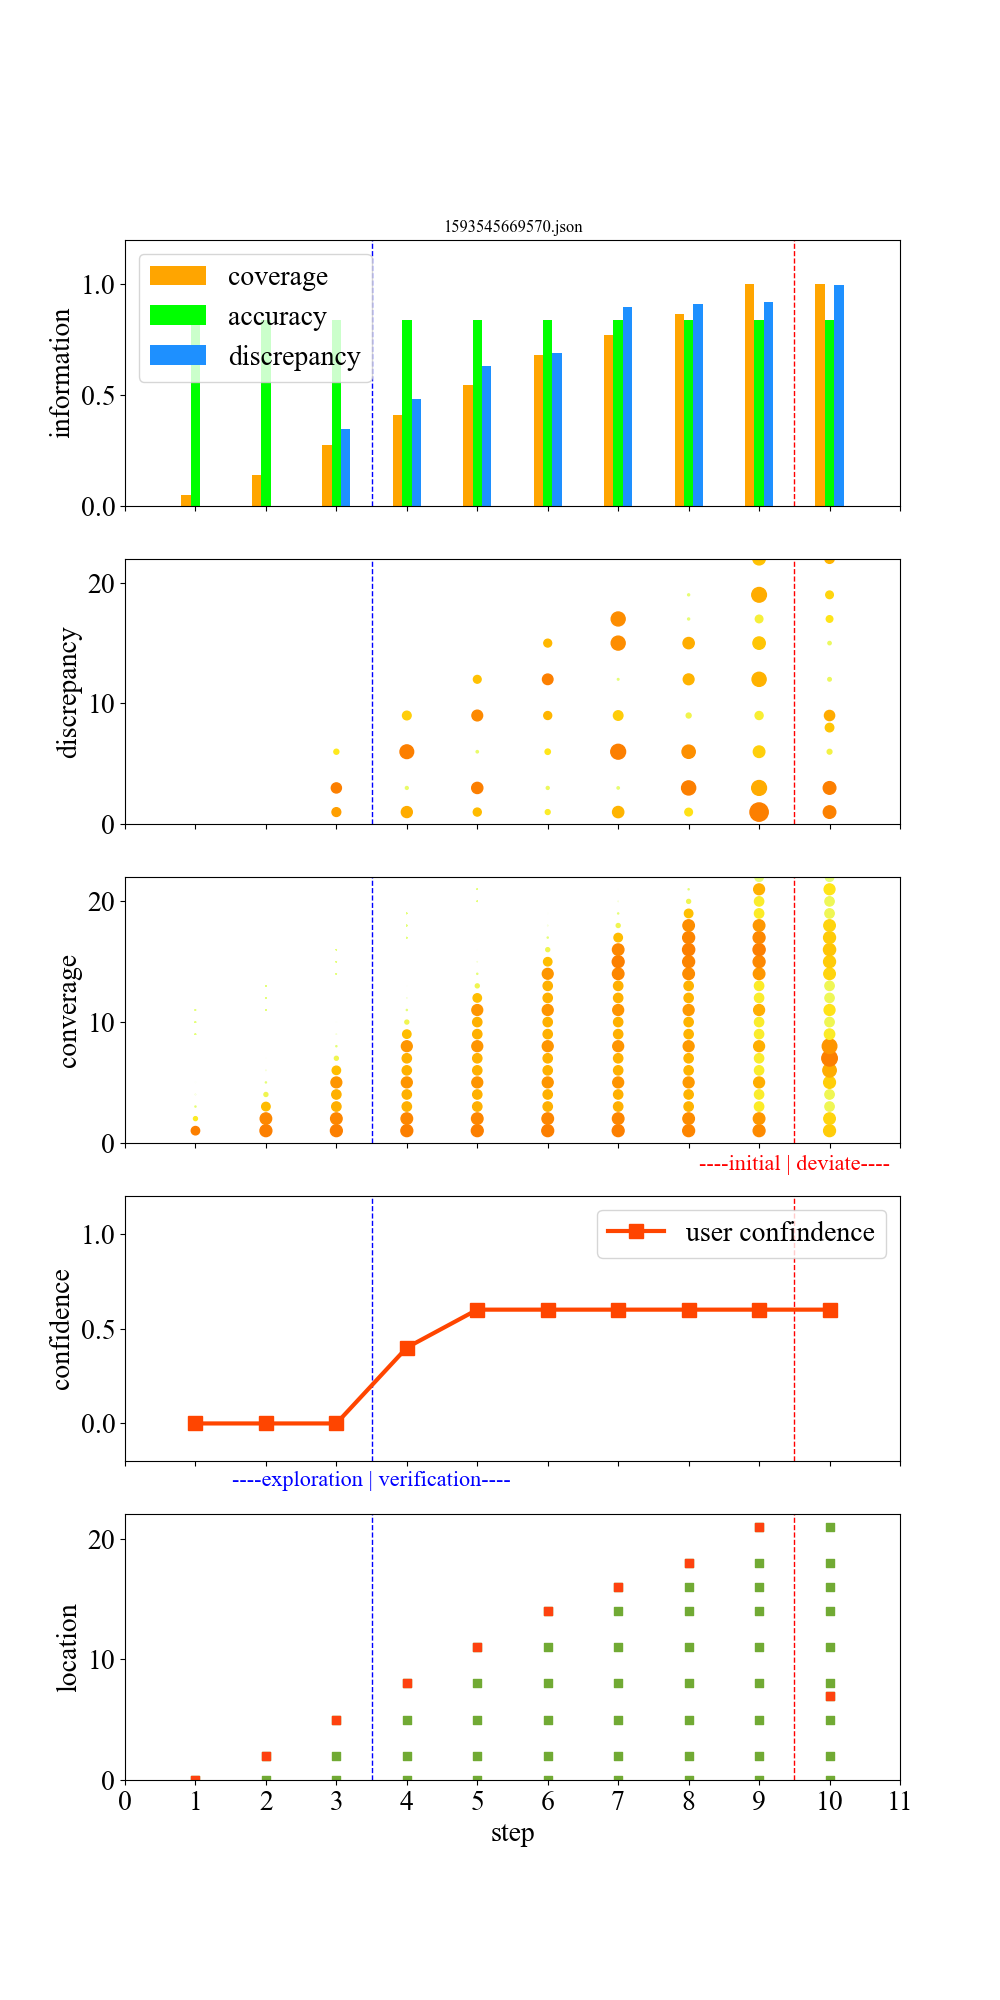 1593545669570.json
1.0
0.5
0.0
information
coverage
accuracy
discrepancy
20
10
0
discrepancy
20
10
0
converage
----initial | deviate----
1.0
0.5
0.0
confidence
user confindence
----exploration | verification----
20
10
0
location
0 1 2 3 4 5 6 7 8 9 10 11
step